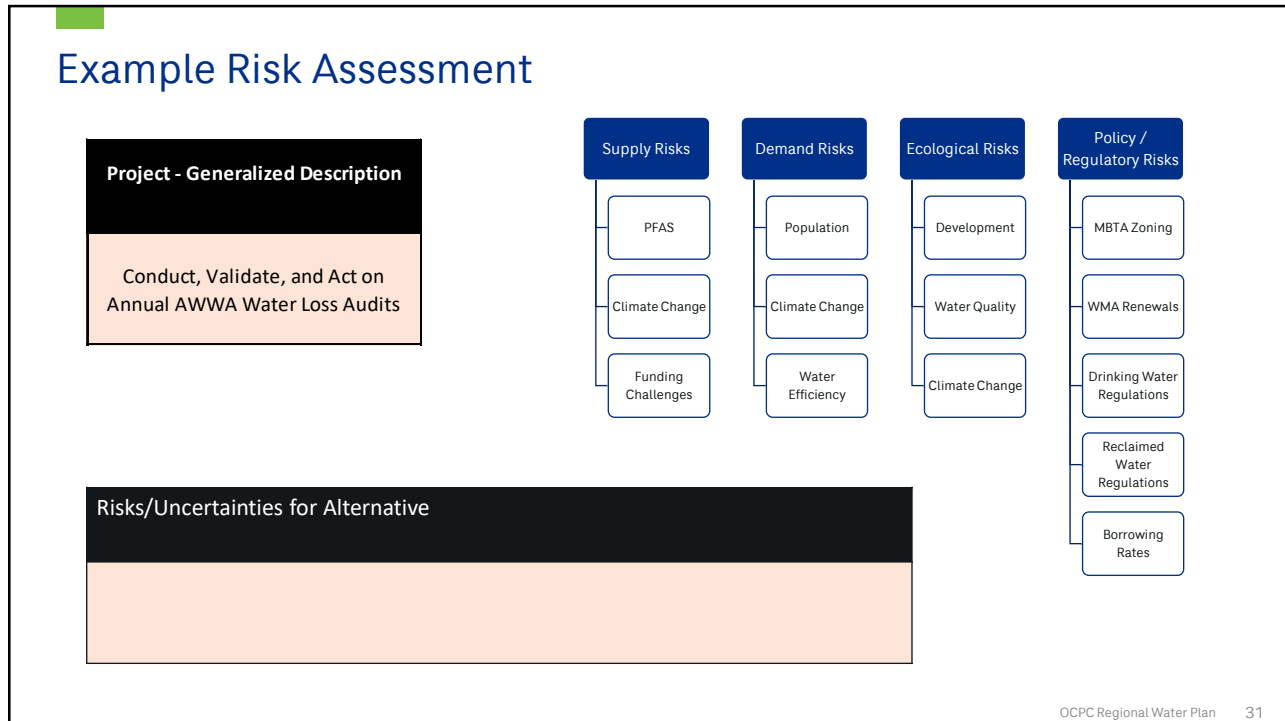 Example Risk Assessment
Project - Generalized Description
Conduct, Validate, and Act on
Annual AWWA Water Loss Audits
Supply Risks
PFAS
Climate Change
Funding
Challenges
Demand Risks
Population
Climate Change
Water
Efficiency
Ecological Risks
Development
Water Quality
Climate Change
Policy /
Regulatory Risks
MBTA Zoning
WMA Renewals
Drinking Water
Regulations
Reclaimed
Water
Regulations
Borrowing
Rates
Risks/Uncertainties for Alternative
OCPC Regional Water Plan 31